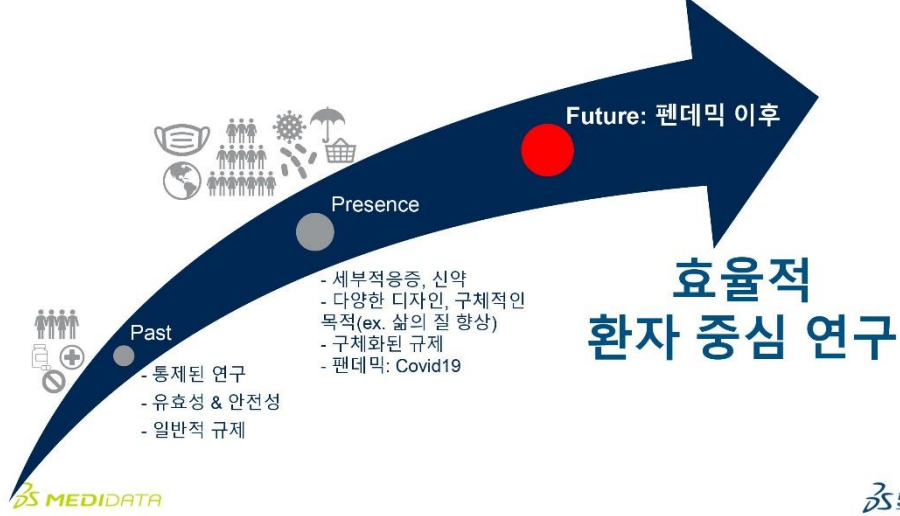 Future: 펜데믹 이후
Presence
- 세부적응증, 신약
- 다양한 디자인, 구체적인
목적(ex. 삶의 질 향상)
- 구체화된 규제
- 팬데믹: Covid19
효율적
환자 중심 연구
Past
- 통제된 연구
- 유효성 & 안전성
- 일반적 규제
3DS MEDIDATA
3DS